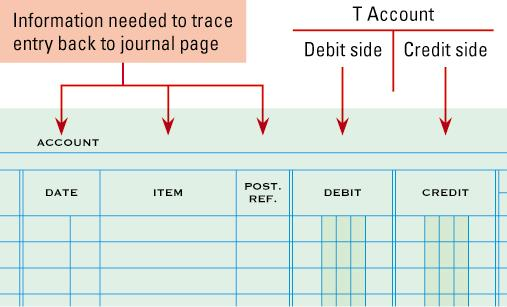 Information needed to trace
entry back to journal page
T Account
Debit side
Credit side
ACCOUNT
DATE
ITEM
POST.
REF.
DEBIT
CREDIT